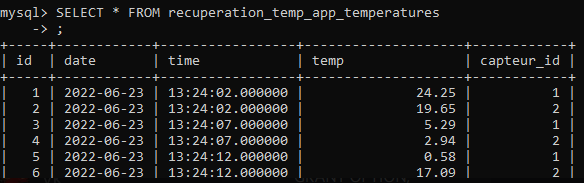 mysql> SELECT * FROM recuperation_temp_app_temperatures
    -> ;
+----+------------+-----------------+---------------------+------------+
| id | date       | time            | temp                | capteur_id |
+----+------------+-----------------+---------------------+------------+
|  1 | 2022-06-23 | 13:24:02.000000 |               24.25 |          1 |
|  2 | 2022-06-23 | 13:24:02.000000 |               19.65 |          2 |
|  3 | 2022-06-23 | 13:24:07.000000 |                5.29 |          1 |
|  4 | 2022-06-23 | 13:24:07.000000 |                2.94 |          2 |
|  5 | 2022-06-23 | 13:24:12.000000 |                0.58 |          1 |
|  6 | 2022-06-23 | 13:24:12.000000 |               17.09 |          2 |